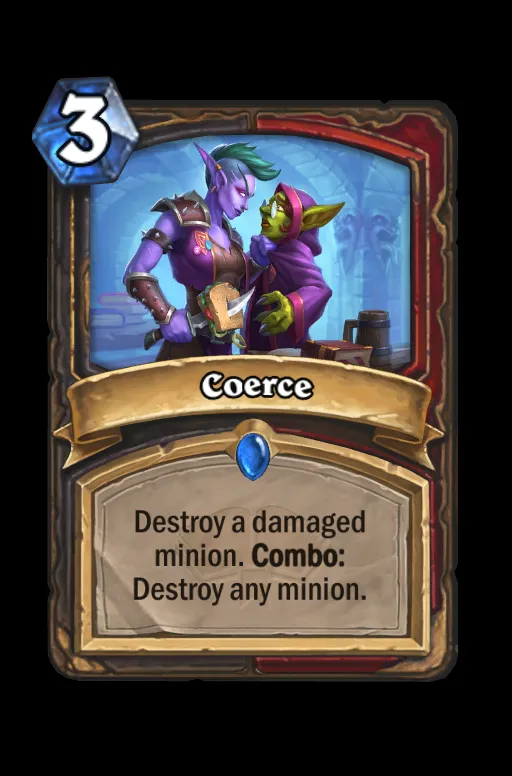 3
Coerce
Destroy a damaged
minion. Combo:
Destroy any minion.